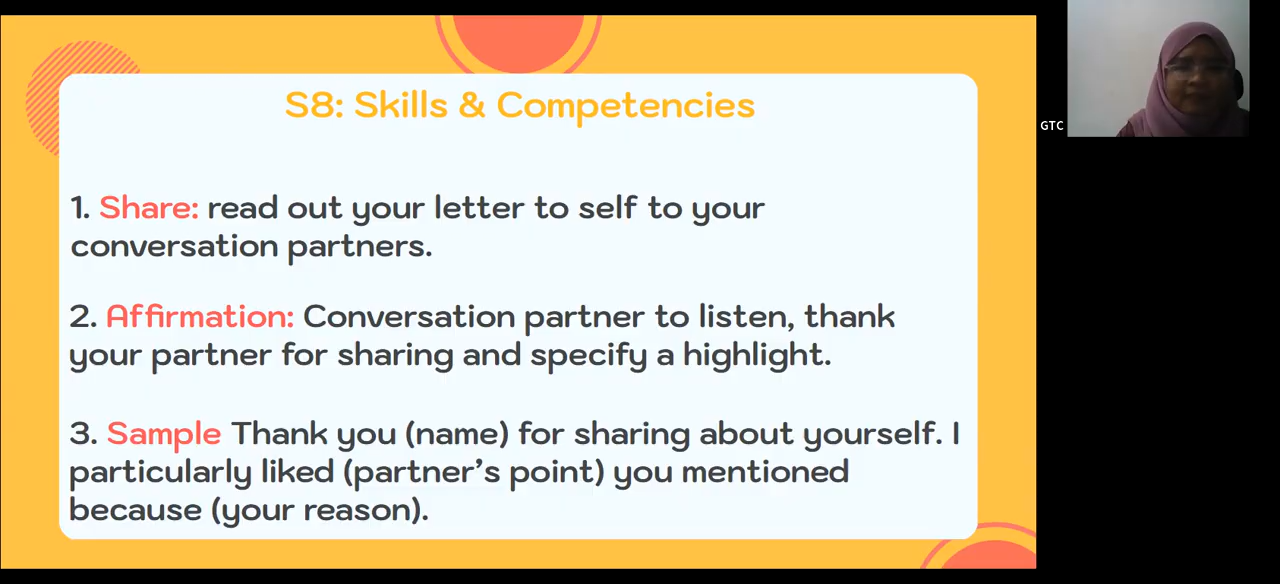 S8: Skills & Competencies
GTC
1. Share: read out your letter to self to your
conversation partners.
2. Affirmation: Conversation partner to listen, thank
your partner for sharing and specify a highlight.
3. Sample Thank you (name) for sharing about yourself. I
particularly liked (partner's point) you mentioned
because (your reason).